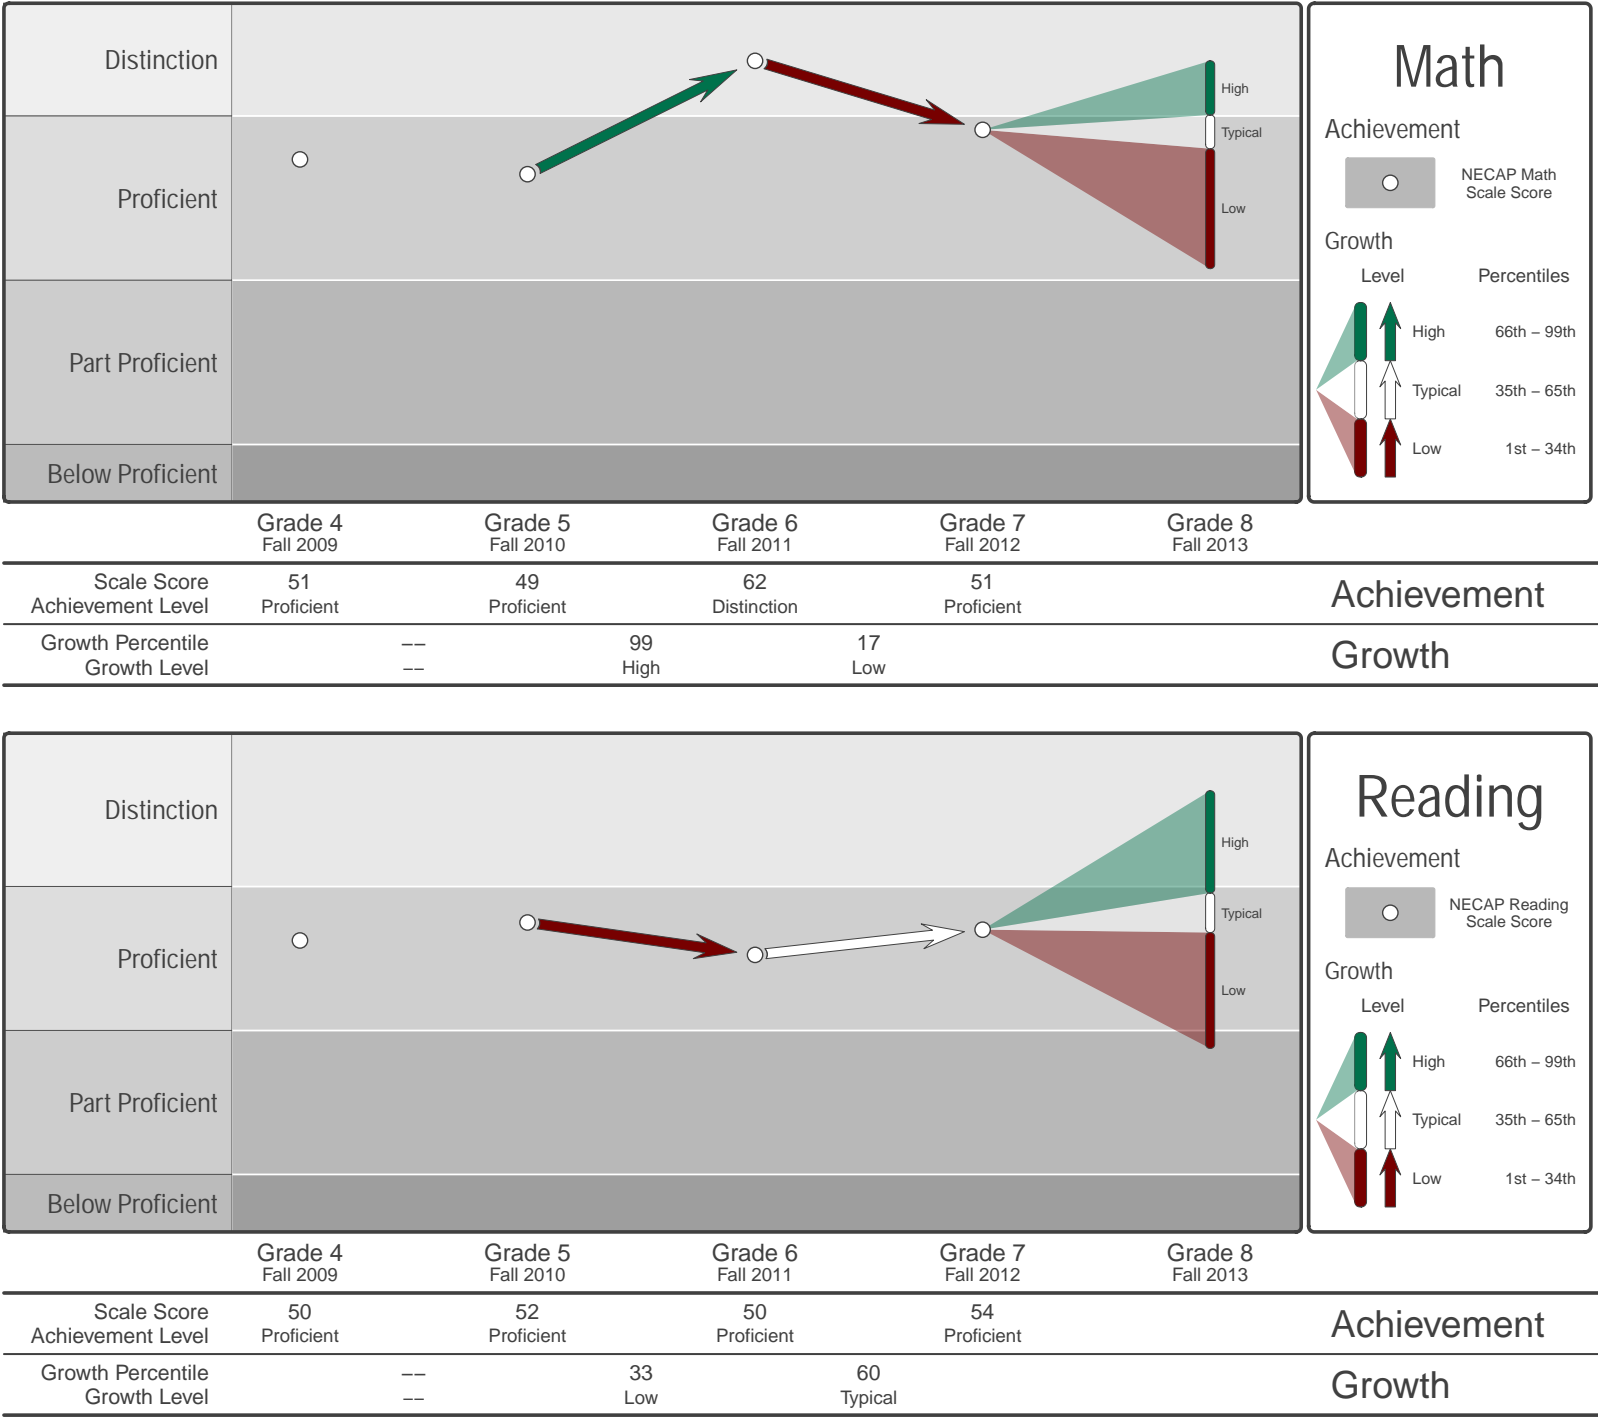 Distinction
Proficient
Part Proficient
Below Proficient
High
Typical
Low
Math
Achievement
NECAP Math
Scale Score
Growth
Level Percentiles
High 66th − 99th
Typical 35th − 65th
Low 1st − 34th
Grade 4 Grade 5 Grade 6 Grade 7 Grade 8
Fall 2009 Fall 2010 Fall 2011 Fall 2012 Fall 2013
Scale Score 51 49 62 51
Achievement Level Proficient Proficient Distinction Proficient
Achievement
Growth Percentile −− 99 17
Growth Level −− High Low
Growth
Distinction
Proficient
Part Proficient
Below Proficient
High
Typical
Low
Reading
Achievement
NECAP Reading
Scale Score
Growth
Level Percentiles
High 66th − 99th
Typical 35th − 65th
Low 1st − 34th
Grade 4 Grade 5 Grade 6 Grade 7 Grade 8
Fall 2009 Fall 2010 Fall 2011 Fall 2012 Fall 2013
Scale Score 50 52 50 54
Achievement Level Proficient Proficient Proficient Proficient
Achievement
Growth Percentile −− 33 60
Growth Level −− Low Typical
Growth